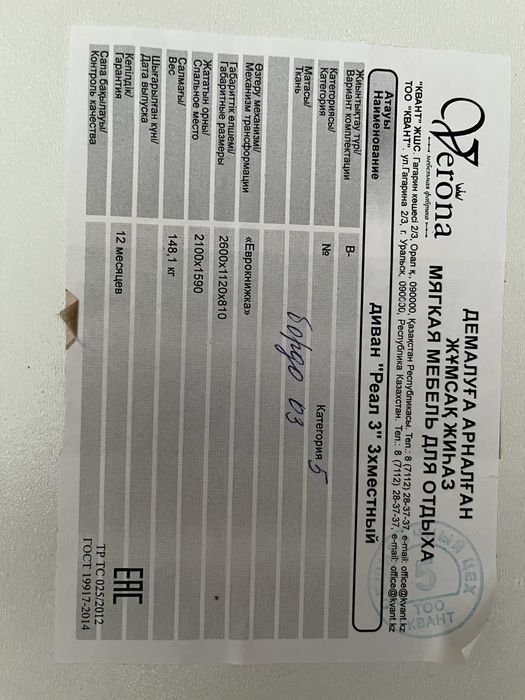 Verona
мебельная фабрика
ДЕМАЛУҒА АРНАЛҒАН
ЖҰМСАҚ ЖИҺАЗ
МЯГКАЯ МЕБЕЛЬ ДЛЯ ОТДЫХА
"КВАНТ" ЖШС. Гагарин көшесі 2/3, Орал қ, 090000, Қазақстан Республикасы. Тел.: 8 (7112) 28-37-37, e-mail: office@kvant.kz
ТОО "КВАНТ". ул.Гагарина 2/3, г. Уральск, 090000, Республика Казахстан. Тел.: 8 (7112) 28-37-37, e-mail: office@kvant.kz
Атауы
Наименование
диван "Реал 3" 3хместный
Жиынтықтау түрі/
Вариант комплектации
В-
Категориясы/
Категория
№
Категория 5
Матасы/
Ткань
бордо 03
Өзгеру механизмі/
Механизм трансформации
«Еврокнижка»
Габариттік өлшемі/
Габаритные размеры
2600х1120х810
Жататын орны/
Спальное место
2100х1590
Салмағы/
Вес
148,1 кг
Шығарылған күні/
Дата выпуска
Кепілдік/
Гарантия
12 месяцев
Сапа бақылауы/
Контроль качества
ЕАС
ТР ТС 025/2012
ГОСТ 19917-2014
ЦЕХ
ТОО
КВАНТ